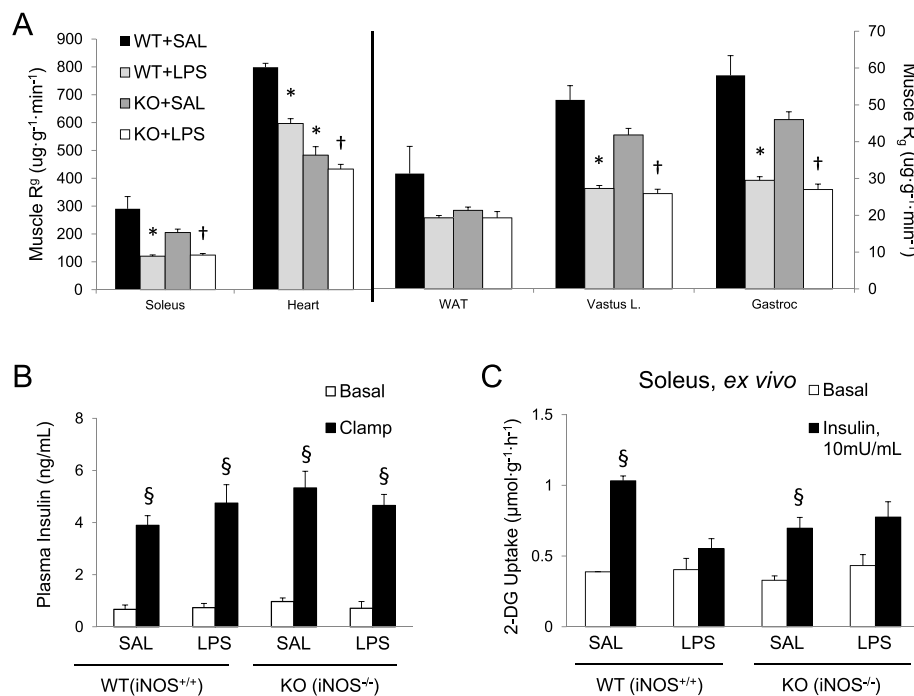 A
Muscle Rᵍ (ug·g⁻¹·min⁻¹)
900
800
700
600
500
400
300
200
100
0
WT+SAL
WT+LPS
KO+SAL
KO+LPS
* † * * † * † * †
Soleus Heart WAT Vastus L. Gastroc
70
60
50
40
30
20
10
0
Muscle R₉ (ug·g⁻¹·min⁻¹)
B
Basal
Clamp
Plasma Insulin (ng/mL)
8
6
4
2
0
§ § § §
SAL LPS SAL LPS
WT(iNOS⁺/⁺) KO (iNOS⁻/⁻)
C
Soleus, ex vivo
Basal
Insulin,
10mU/mL
2-DG Uptake (µmol·g⁻¹·h⁻¹)
1.5
1
0.5
0
§ §
SAL LPS SAL LPS
WT (iNOS⁺/⁺) KO (iNOS⁻/⁻)